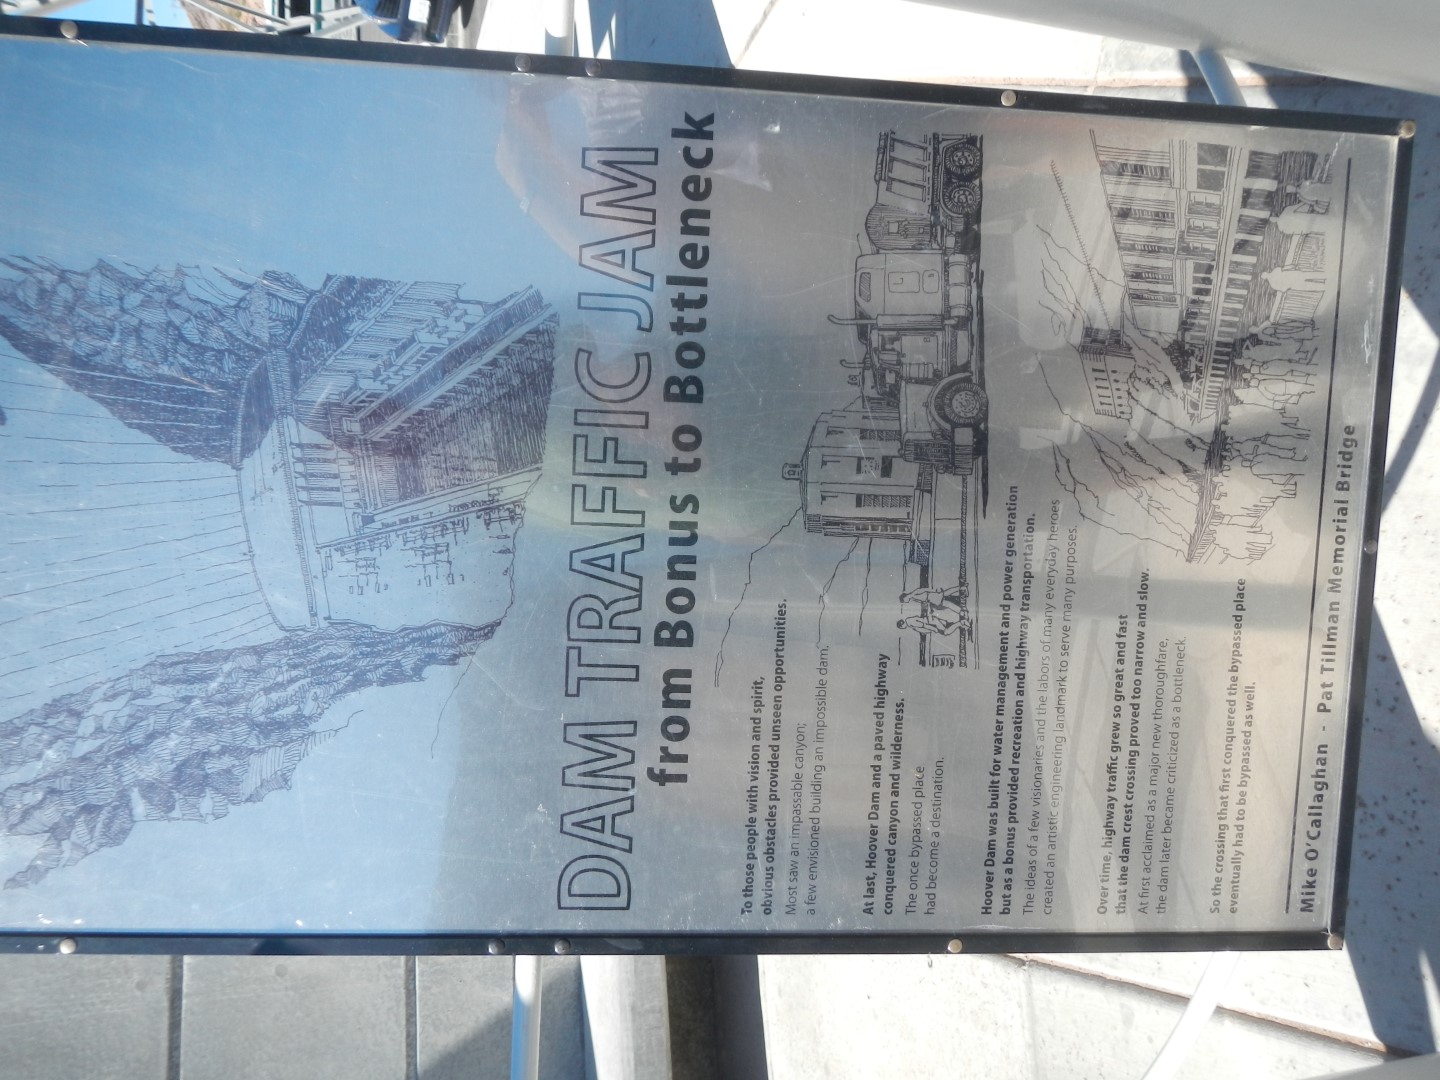 DAM TRAFFIC JAM
from Bonus to Bottleneck
To those people with vision and spirit,
obvious obstacles provided unseen opportunities.
Most saw an impassable canyon;
a few envisioned building an impossible dam.
At last, Hoover Dam and a paved highway
conquered canyon and wilderness.
The once bypassed place
had become a destination.
Hoover Dam was built for water management and power generation
but as a bonus provided recreation and highway transportation.
The ideas of a few visionaries and the labors of many everyday heroes
created an artistic engineering landmark to serve many purposes.
Over time, highway traffic grew so great and fast
that the dam crest crossing proved too narrow and slow.
At first acclaimed as a major new thoroughfare,
the dam later became criticized as a bottleneck.
So the crossing that first conquered the bypassed place
eventually had to be bypassed as well.
Mike O'Callaghan - Pat Tillman Memorial Bridge